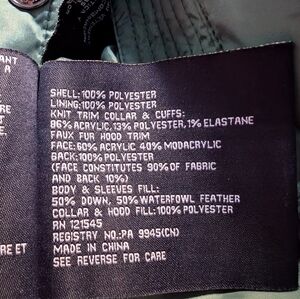 ANT
A
SHELL: 100% POLYESTER
LINING: 100% POLYESTER
KNIT TRIM COLLAR & CUFFS:
86% ACRYLIC, 13% POLYESTER, 1% ELASTANE
FAUX FUR HOOD TRIM
FACE: 60% ACRYLIC 40% MODACRYLIC
BACK: 100% POLYESTER
(FACE CONSTITUTES 90% OF FABRIC
AND BACK 10%)
BODY & SLEEVES FILL:
50% DOWN, 50% WATERFOWL FEATHER
COLLAR & HOOD FILL: 100% POLYESTER
RN 121545
REGISTRY NO.: PA 9945(CN)
MADE IN CHINA
SEE REVERSE FOR CARE
RE ET